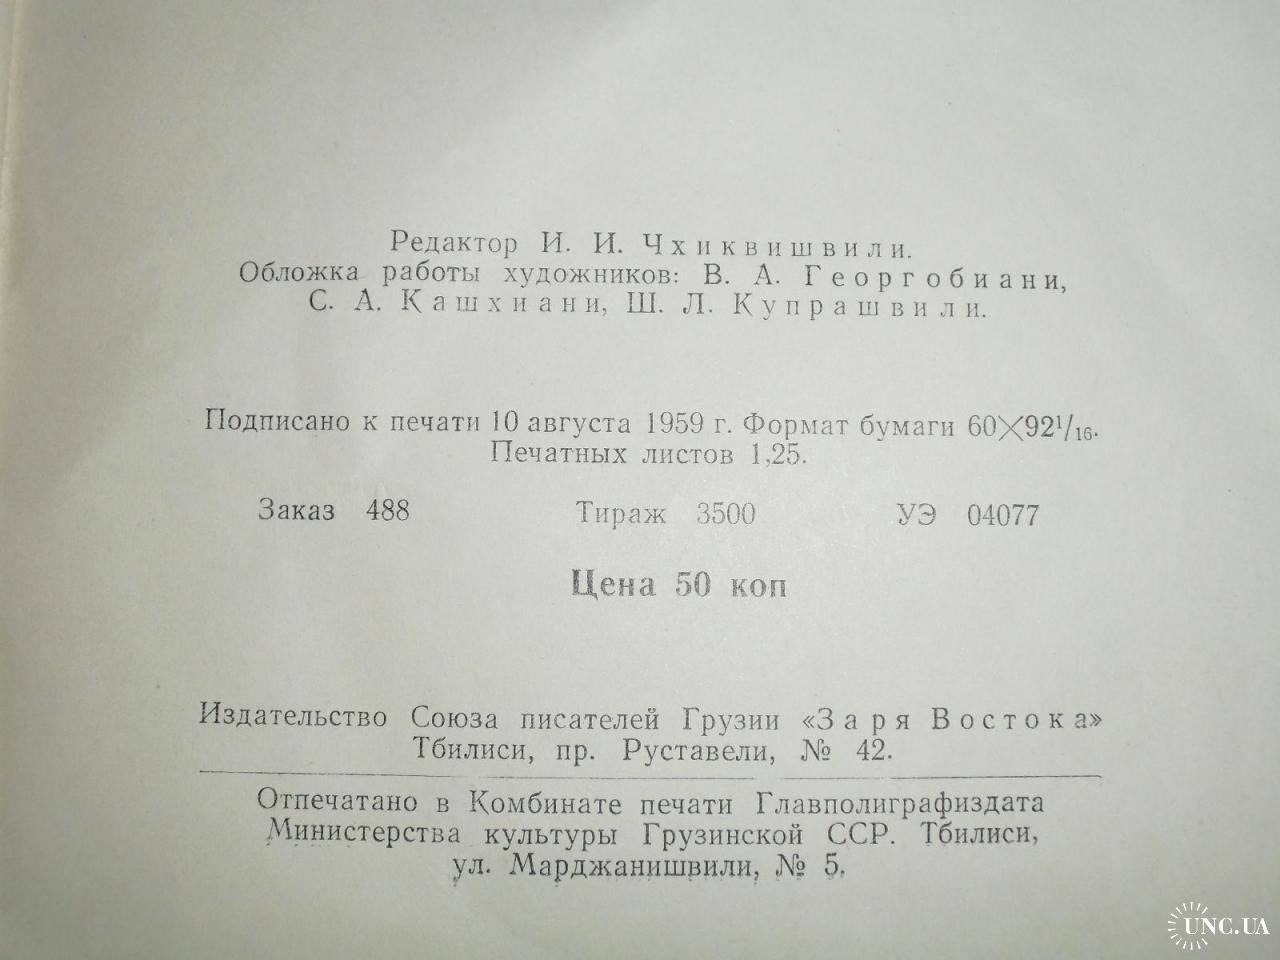 Редактор И. И. Чхиквишвили.
Обложка работы художников: В. А. Георгобиани,
С. А. Кашхиани, Ш. Л. Купрашвили.
Подписано к печати 10 августа 1959 г. Формат бумаги 60×92¹/₁₆.
Печатных листов 1,25.
Заказ 488 Тираж 3500 УЭ 04077
Цена 50 коп
Издательство Союза писателей Грузии «Заря Востока»
Тбилиси, пр. Руставели, № 42.
Отпечатано в Комбинате печати Главполиграфиздата
Министерства культуры Грузинской ССР. Тбилиси,
ул. Марджанишвили, № 5,
UNC.UA